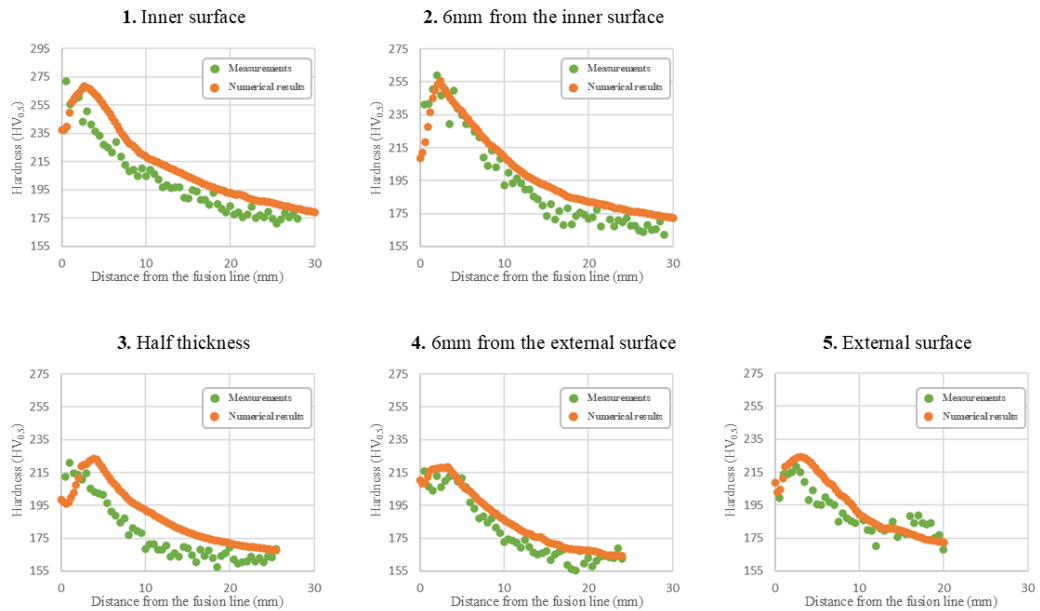 1. Inner surface
295
275
255
235
215
195
175
155
Hardness (HV0.5)
Measurements
Numerical results
0 10 20 30
Distance from the fusion line (mm)
2. 6mm from the inner surface
275
255
235
215
195
175
155
Hardness (HV0.5)
Measurements
Numerical results
0 10 20 30
Distance from the fusion line (mm)
3. Half thickness
275
255
235
215
195
175
155
Hardness (HV0.5)
Measurements
Numerical results
0 10 20 30
Distance from the fusion line (mm)
4. 6mm from the external surface
275
255
235
215
195
175
155
Hardness (HV0.5)
Measurements
Numerical results
0 10 20 30
Distance from the fusion line (mm)
5. External surface
275
255
235
215
195
175
155
Hardness (HV0.5)
Measurements
Numerical results
0 10 20 30
Distance from the fusion line (mm)